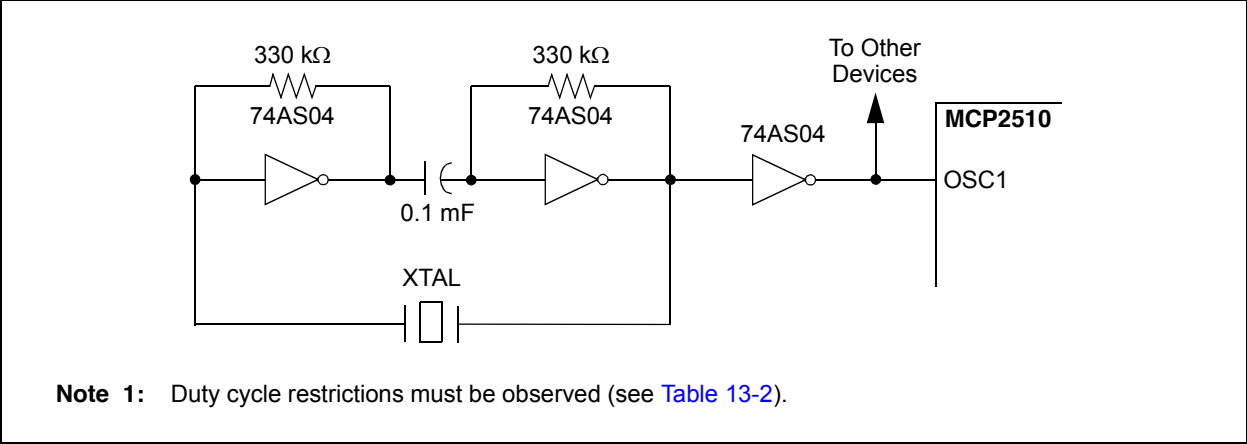 330 kΩ
74AS04
0.1 mF
330 kΩ
74AS04
XTAL
74AS04
To Other
Devices
MCP2510
OSC1
Note 1: Duty cycle restrictions must be observed (see Table 13-2).